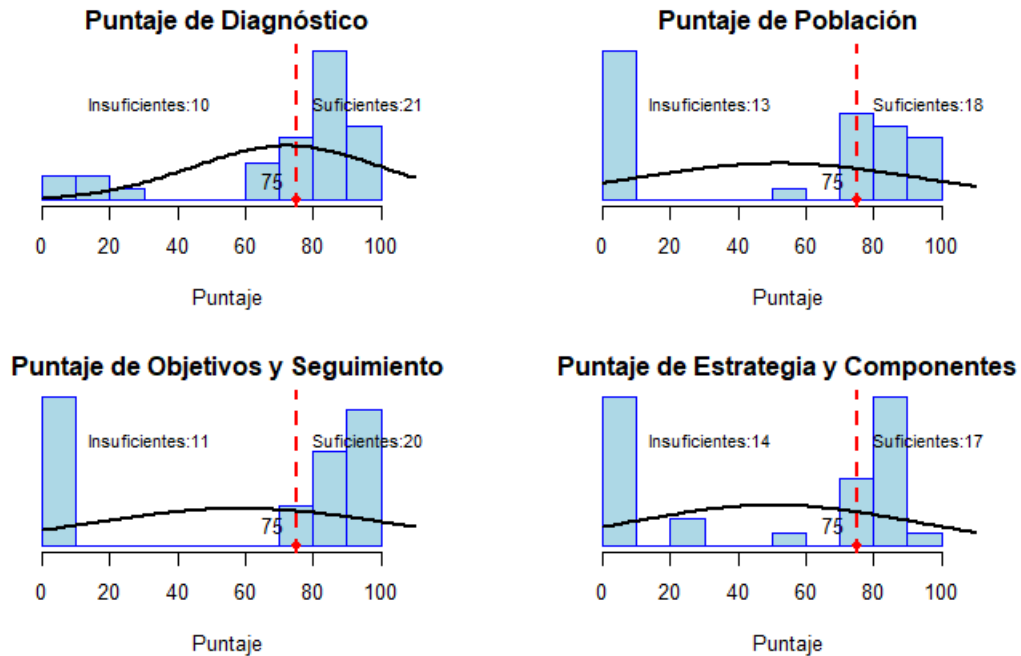 Puntaje de Diagnóstico
Insuficientes:10
Suficientes:21
75
0 20 40 60 80 100
Puntaje
Puntaje de Población
Insuficientes:13
Suficientes:18
75
0 20 40 60 80 100
Puntaje
Puntaje de Objetivos y Seguimiento
Insuficientes:11
Suficientes:20
75
0 20 40 60 80 100
Puntaje
Puntaje de Estrategia y Componentes
Insuficientes:14
Suficientes:17
75
0 20 40 60 80 100
Puntaje